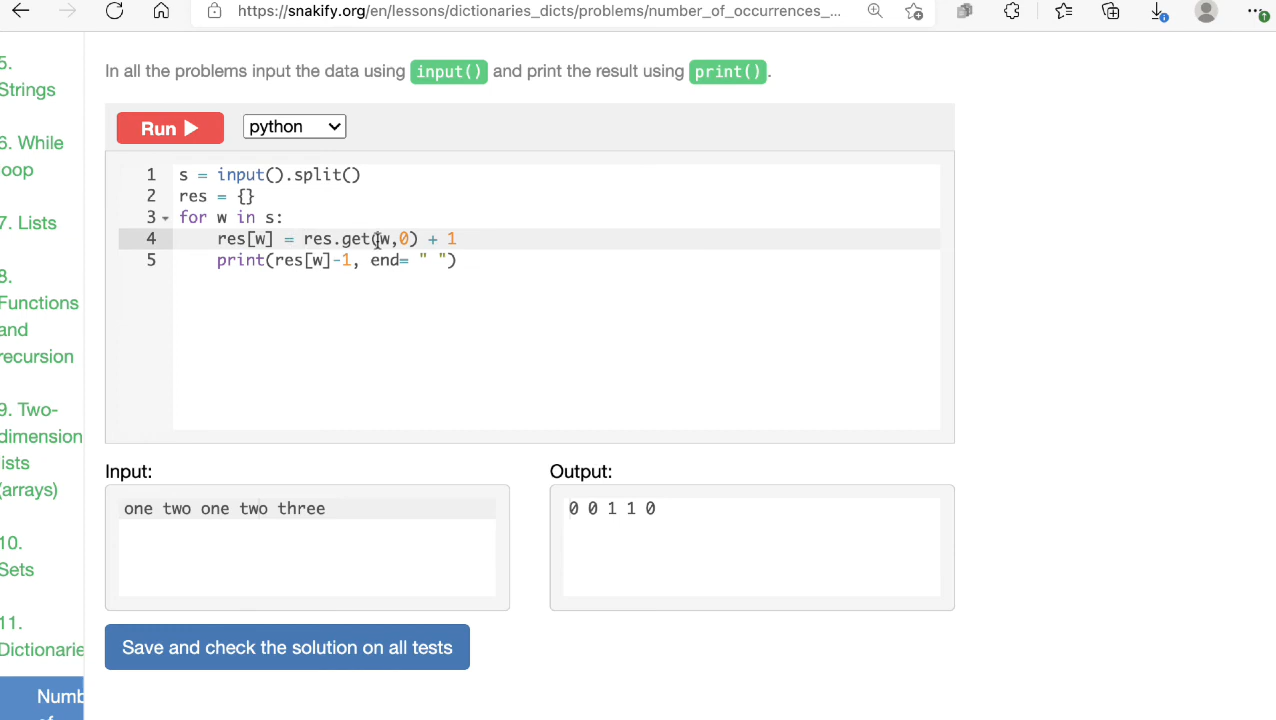 https://snakify.org/en/lessons/dictionaries_dicts/problems/number_of_occurrences_...
5.
Strings
6. While
oop
7. Lists
8.
Functions
and
recursion
9. Two-
dimension
ists
(arrays)
10.
Sets
11.
Dictionarie
Numb
of
In all the problems input the data using input() and print the result using print().
Run
python
1 s = input().split()
2 res = {}
3 for w in s:
4 res[w] = res.get(w,0) + 1
5 print(res[w]-1, end= " ")
Input:
one two one two three
Output:
0 0 1 1 0
Save and check the solution on all tests